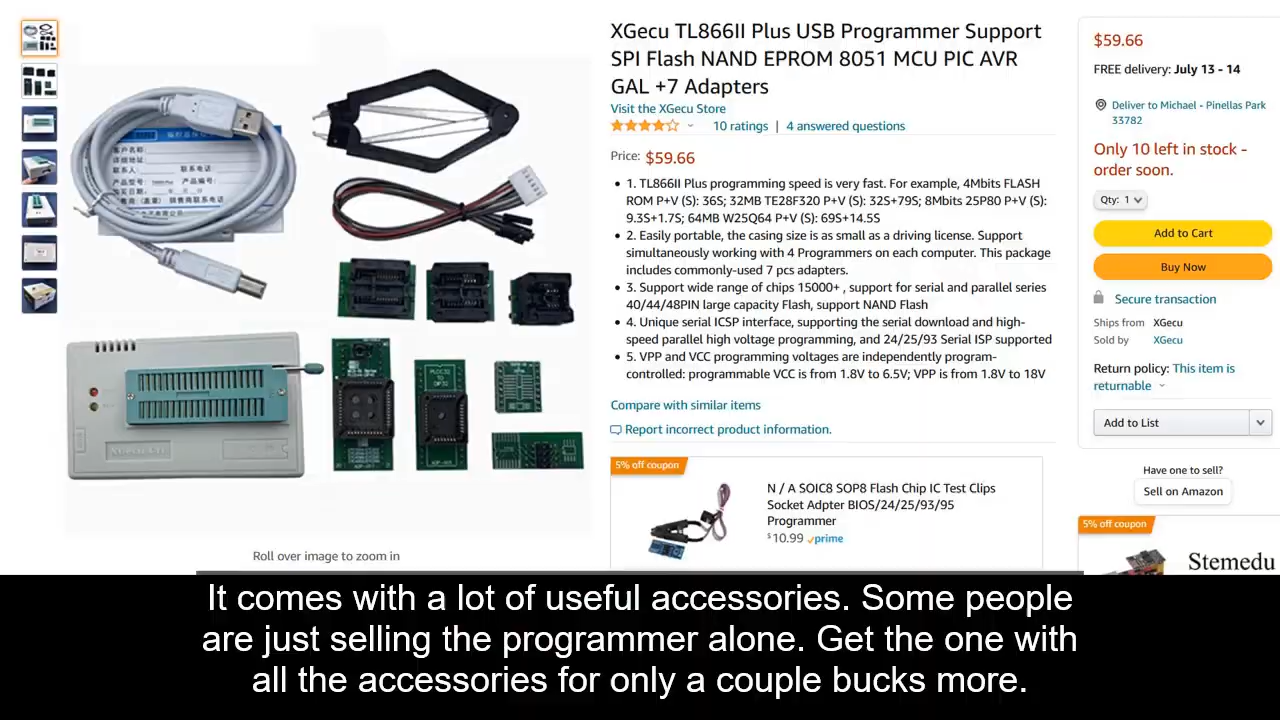 XGecu TL866II Plus USB Programmer Support
SPI Flash NAND EPROM 8051 MCU PIC AVR
GAL +7 Adapters
Visit the XGecu Store
10 ratings | 4 answered questions
Price: $59.66
• 1. TL866II Plus programming speed is very fast. For example, 4Mbits FLASH
ROM P+V (S): 36S; 32MB TE28F320 P+V (S): 32S+79S; 8Mbits 25P80 P+V (S):
9.3S+1.7S; 64MB W25Q64 P+V (S): 69S+14.5S
• 2. Easily portable, the casing size is as small as a driving license. Support
simultaneously working with 4 Programmers on each computer. This package
includes commonly-used 7 pcs adapters.
• 3. Support wide range of chips 15000+ , support for serial and parallel series
40/44/48PIN large capacity Flash, support NAND Flash
• 4. Unique serial ICSP interface, supporting the serial download and high-
speed parallel high voltage programming, and 24/25/93 Serial ISP supported
• 5. VPP and VCC programming voltages are independently program-
controlled: programmable VCC is from 1.8V to 6.5V; VPP is from 1.8V to 18V
Compare with similar items
Report incorrect product information.
5% off coupon
N / A SOIC8 SOP8 Flash Chip IC Test Clips
Socket Adpter BIOS/24/25/93/95
Programmer
$10.99 prime
$59.66
FREE delivery: July 13 - 14
Deliver to Michael - Pinellas Park
33782
Only 10 left in stock -
order soon.
Qty: 1
Add to Cart
Buy Now
Secure transaction
Ships from XGecu
Sold by XGecu
Return policy: This item is
returnable
Add to List
Have one to sell?
Sell on Amazon
5% off coupon
Stemedu
Roll over image to zoom in
It comes with a lot of useful accessories. Some people
are just selling the programmer alone. Get the one with
all the accessories for only a couple bucks more.